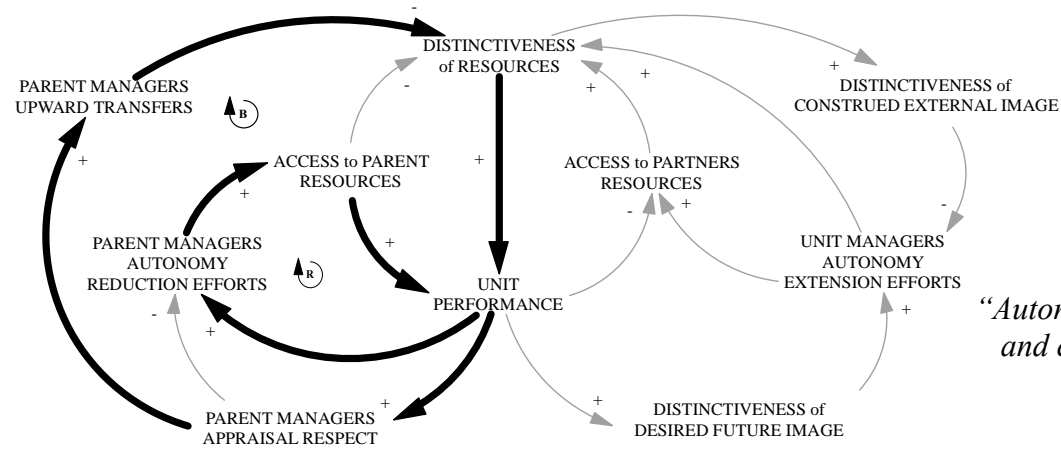 -
DISTINCTIVENESS
of RESOURCES
+
DISTINCTIVENESS of
CONSTRUED EXTERNAL IMAGE
PARENT MANAGERS
UPWARD TRANSFERS
B
-
+
+
+
ACCESS to PARENT
RESOURCES
+
ACCESS to PARTNERS
RESOURCES
+
-
+
-
PARENT MANAGERS
AUTONOMY
REDUCTION EFFORTS
+
R
UNIT
PERFORMANCE
UNIT MANAGERS
AUTONOMY
EXTENSION EFFORTS
-
+
+
“Auton
and a
+
+
PARENT MANAGERS
APPRAISAL RESPECT
DISTINCTIVENESS of
DESIRED FUTURE IMAGE